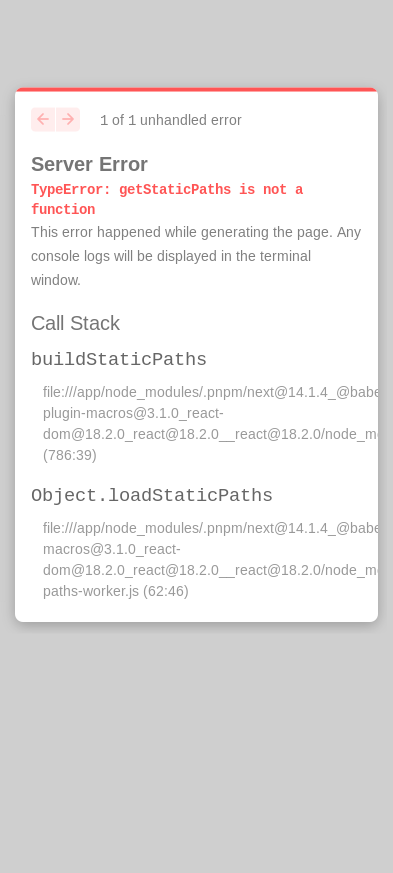 1 of 1 unhandled error
Server Error
TypeError: getStaticPaths is not a
function
This error happened while generating the page. Any
console logs will be displayed in the terminal
window.
Call Stack
buildStaticPaths
file:///app/node_modules/.pnpm/next@14.1.4_@babe
plugin-macros@3.1.0_react-
dom@18.2.0_react@18.2.0__react@18.2.0/node_m
(786:39)
Object.loadStaticPaths
file:///app/node_modules/.pnpm/next@14.1.4_@babe
macros@3.1.0_react-
dom@18.2.0_react@18.2.0__react@18.2.0/node_m
paths-worker.js (62:46)